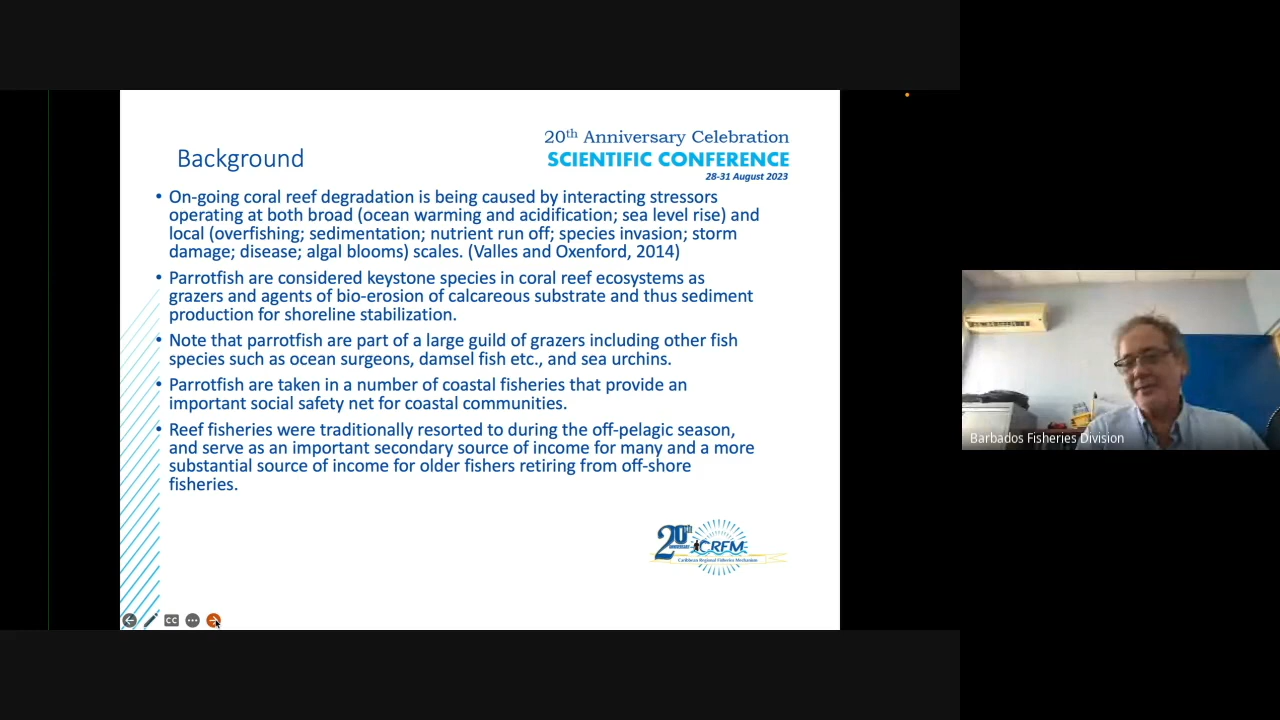 Background
20th Anniversary Celebration
SCIENTIFIC CONFERENCE
28-31 August 2023
• On-going coral reef degradation is being caused by interacting stressors
operating at both broad (ocean warming and acidification; sea level rise) and
local (overfishing; sedimentation; nutrient run off; species invasion; storm
damage; disease; algal blooms) scales. (Valles and Oxenford, 2014)
• Parrotfish are considered keystone species in coral reef ecosystems as
grazers and agents of bio-erosion of calcareous substrate and thus sediment
production for shoreline stabilization.
• Note that parrotfish are part of a large guild of grazers including other fish
species such as ocean surgeons, damsel fish etc., and sea urchins.
• Parrotfish are taken in a number of coastal fisheries that provide an
important social safety net for coastal communities.
• Reef fisheries were traditionally resorted to during the off-pelagic season,
and serve as an important secondary source of income for many and a more
substantial source of income for older fishers retiring from off-shore
fisheries.
20th
ANNIVERSARY
CRFM
Caribbean Regional Fisheries Mechanism
CC
Barbados Fisheries Division